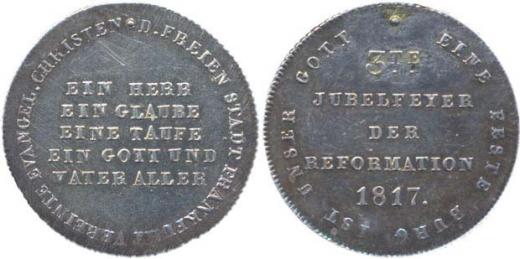 VEREINTE EVANGEL. CHRISTEN D. FREIEN STADT FRANKFURT
EIN HERR
EIN GLAUBE
EINE TAUFE
EIN GOTT UND
VATER ALLER
EINE FESTE BURG IST UNSER GOTT
3TE
JUBELFEYER
DER
REFORMATION
1817.